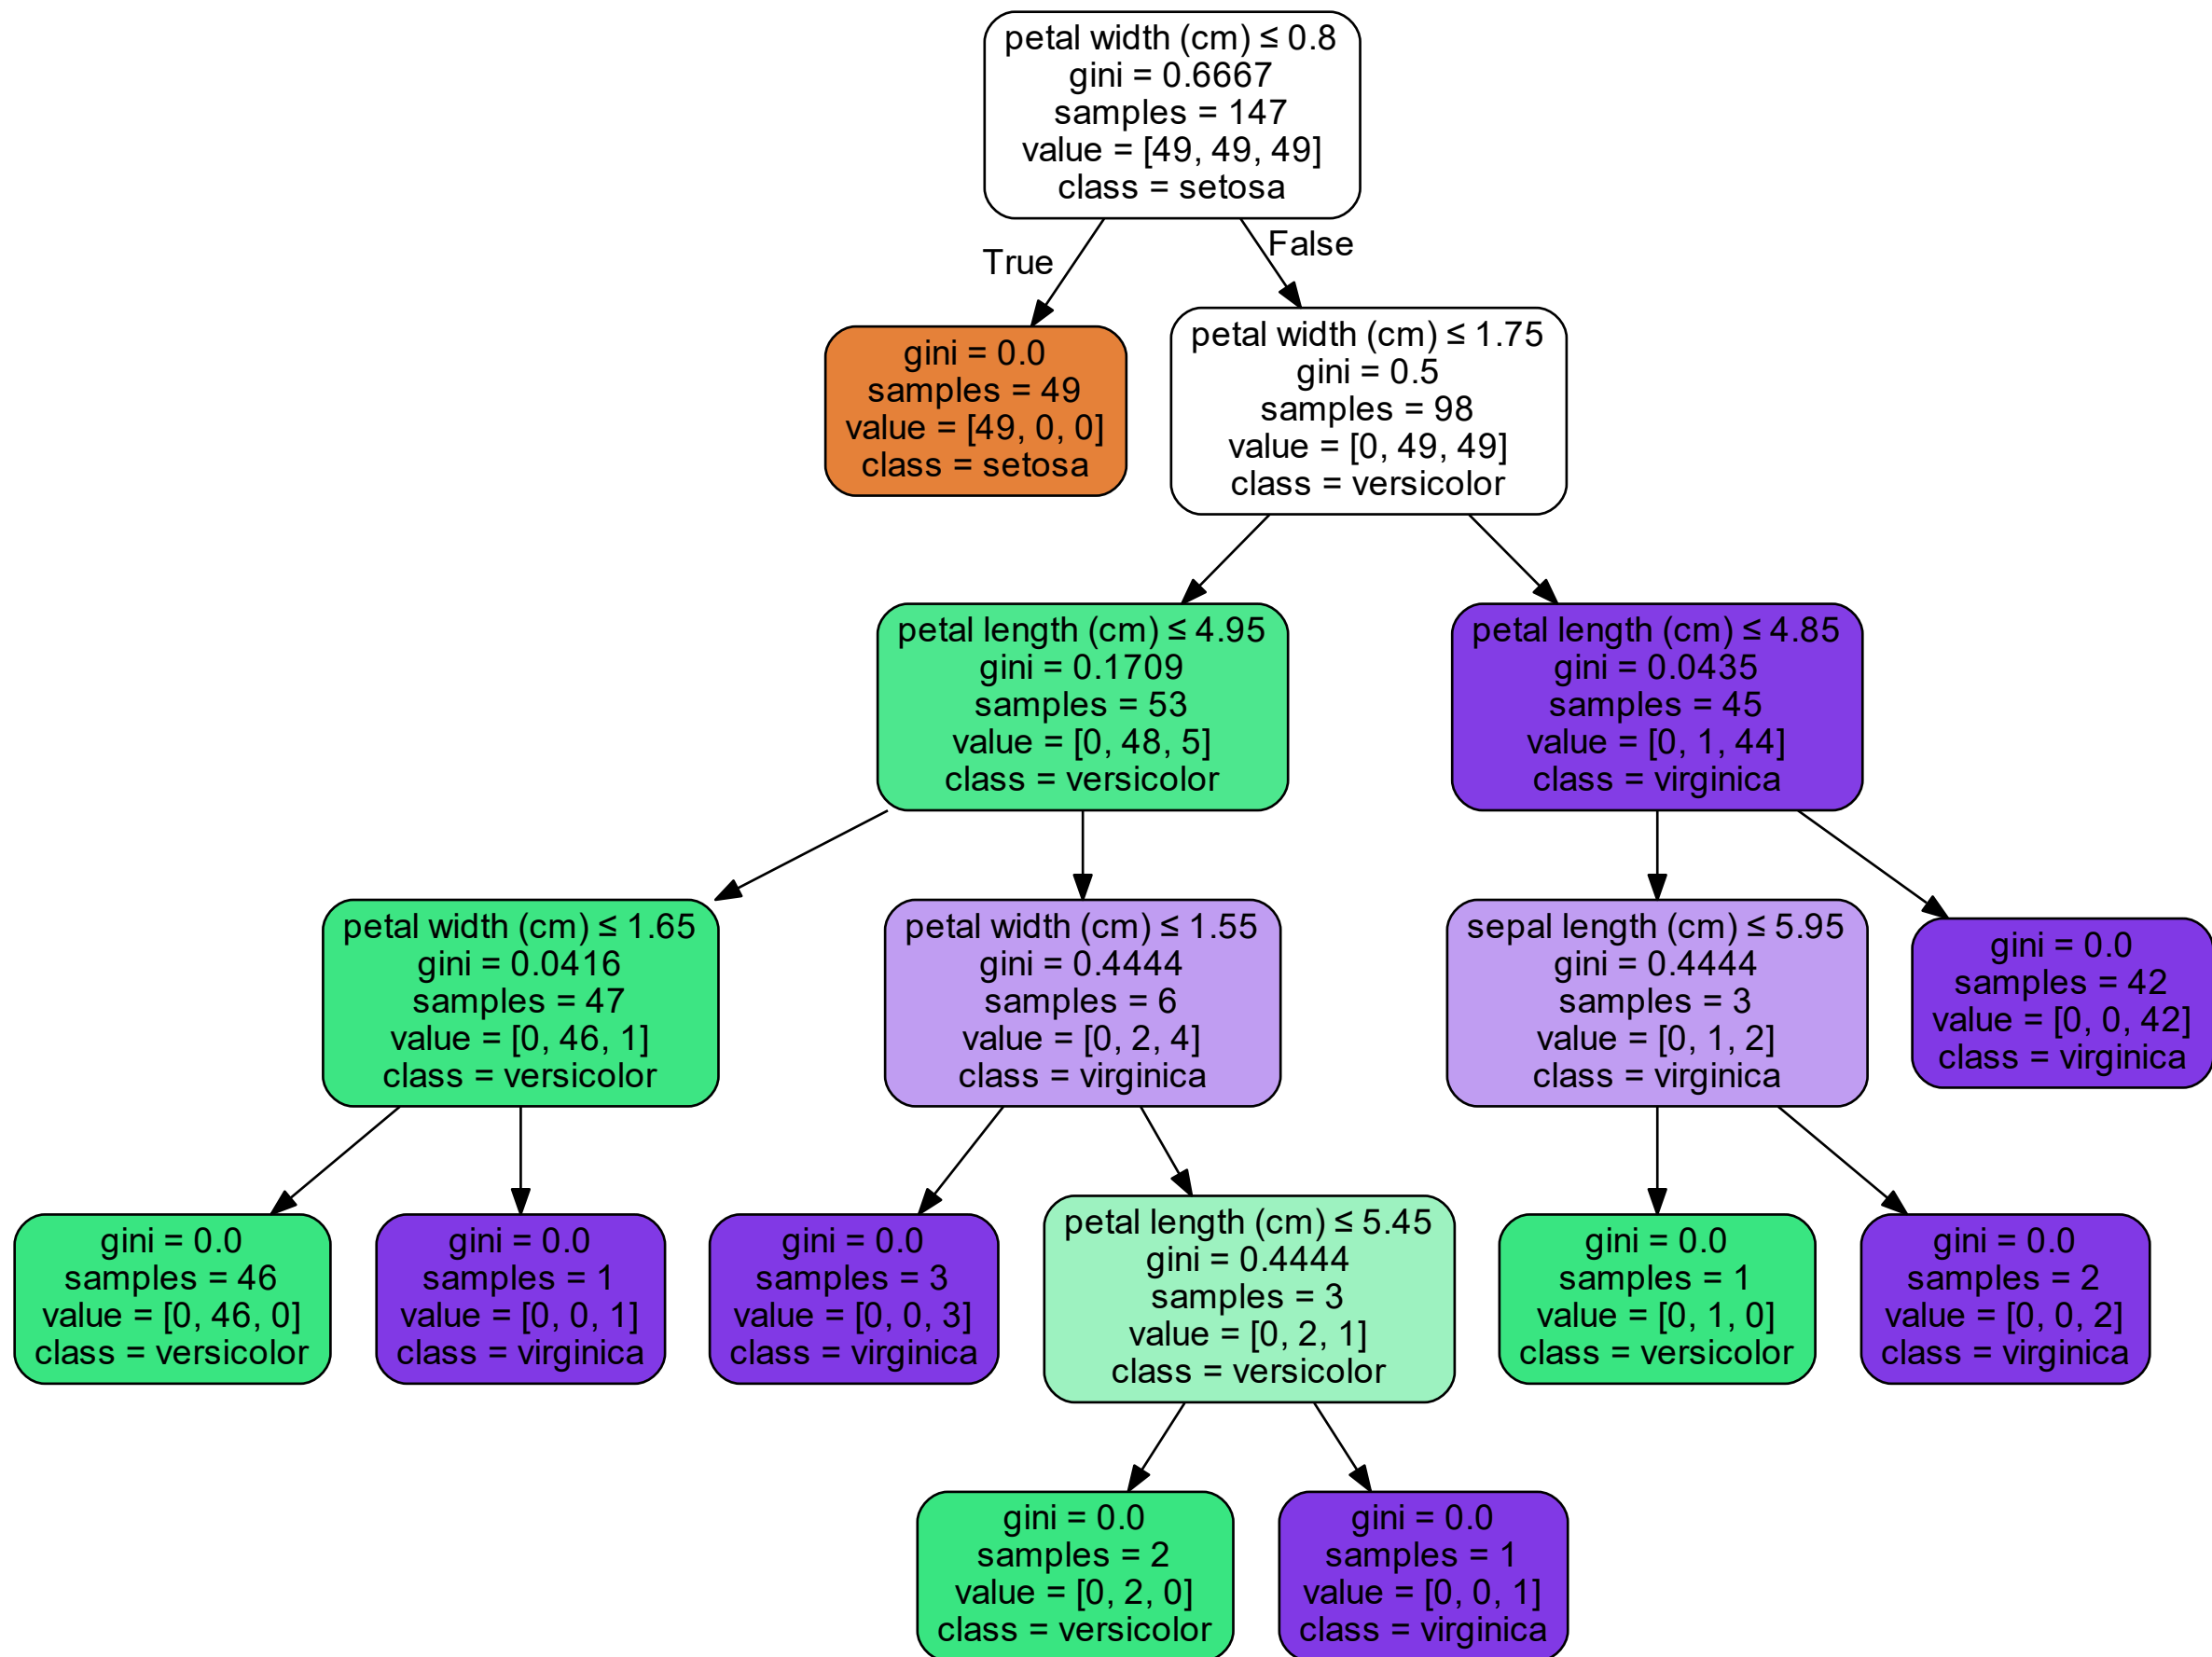 petal width (cm) ≤ 0.8
gini = 0.6667
samples = 147
value = [49, 49, 49]
class = setosa
True
False
gini = 0.0
samples = 49
value = [49, 0, 0]
class = setosa
petal width (cm) ≤ 1.75
gini = 0.5
samples = 98
value = [0, 49, 49]
class = versicolor
petal length (cm) ≤ 4.95
gini = 0.1709
samples = 53
value = [0, 48, 5]
class = versicolor
petal length (cm) ≤ 4.85
gini = 0.0435
samples = 45
value = [0, 1, 44]
class = virginica
petal width (cm) ≤ 1.65
gini = 0.0416
samples = 47
value = [0, 46, 1]
class = versicolor
petal width (cm) ≤ 1.55
gini = 0.4444
samples = 6
value = [0, 2, 4]
class = virginica
sepal length (cm) ≤ 5.95
gini = 0.4444
samples = 3
value = [0, 1, 2]
class = virginica
gini = 0.0
samples = 42
value = [0, 0, 42]
class = virginica
gini = 0.0
samples = 46
value = [0, 46, 0]
class = versicolor
gini = 0.0
samples = 1
value = [0, 0, 1]
class = virginica
gini = 0.0
samples = 3
value = [0, 0, 3]
class = virginica
petal length (cm) ≤ 5.45
gini = 0.4444
samples = 3
value = [0, 2, 1]
class = versicolor
gini = 0.0
samples = 1
value = [0, 1, 0]
class = versicolor
gini = 0.0
samples = 2
value = [0, 0, 2]
class = virginica
gini = 0.0
samples = 2
value = [0, 2, 0]
class = versicolor
gini = 0.0
samples = 1
value = [0, 0, 1]
class = virginica